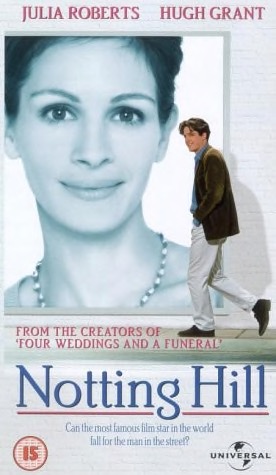 JULIA ROBERTS HUGH GRANT
FROM THE CREATORS OF
'FOUR WEDDINGS AND A FUNERAL'
Notting Hill
Can the most famous film star in the world
fall for the man in the street?
15
UNIVERSAL